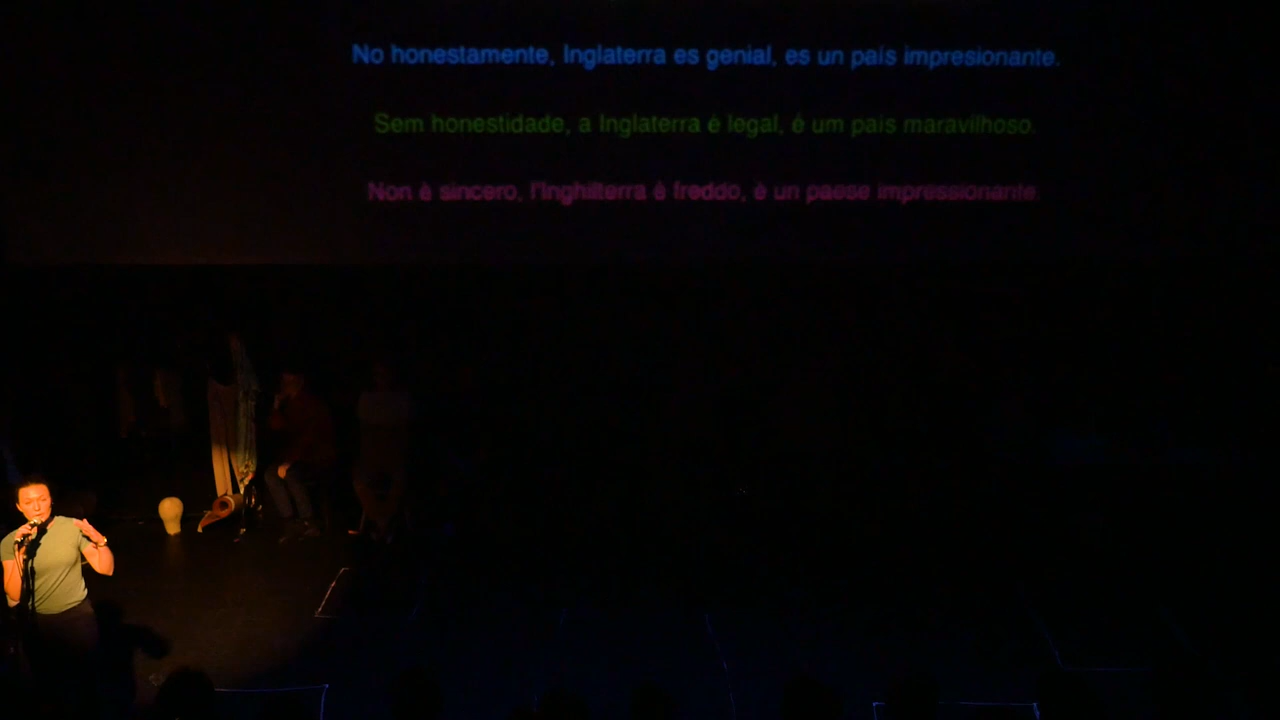 No honestamente, Inglaterra es genial, es un país impresionante.
Sem honestidade, a Inglaterra é legal, é um país maravilhoso.
Non è sincero, l'Inghilterra è freddo, è un paese impressionante.